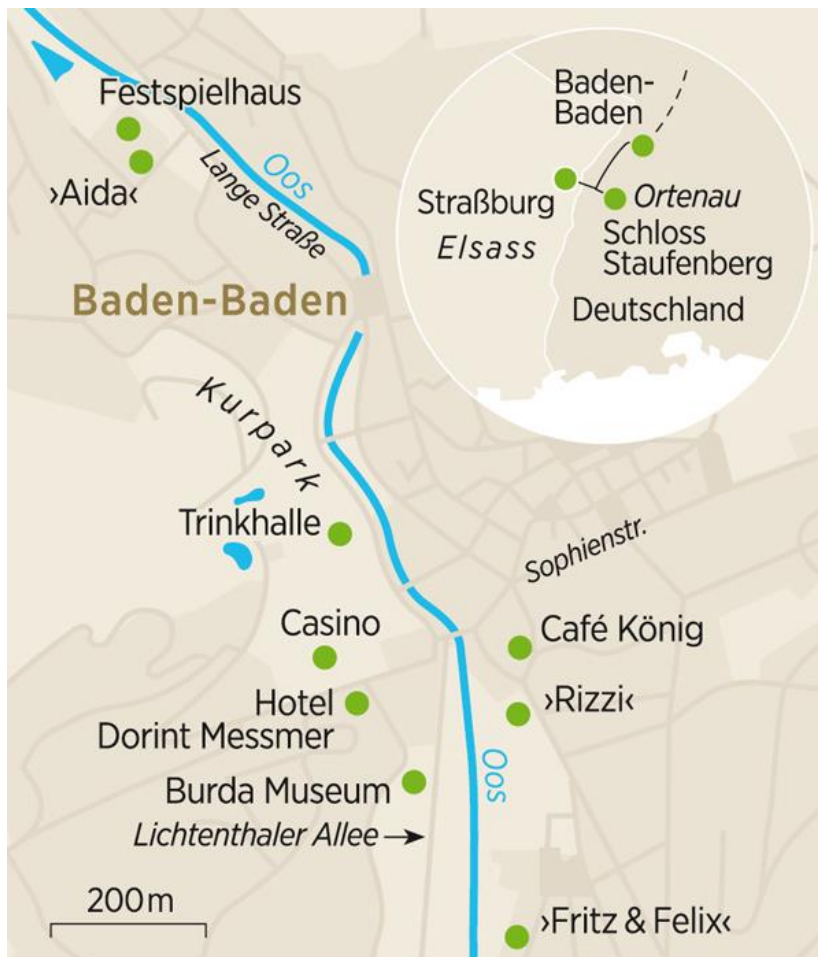 Festspielhaus
›Aida‹
Oos
Lange Straße
Baden-Baden
Kurpark
Trinkhalle
Sophienstr.
Casino
Café König
Hotel
Dorint Messmer
›Rizzi‹
Burda Museum
Oos
Lichtenthaler Allee
200 m
›Fritz & Felix‹
Baden-
Baden
Straßburg
Ortenau
Elsass
Schloss
Staufenberg
Deutschland